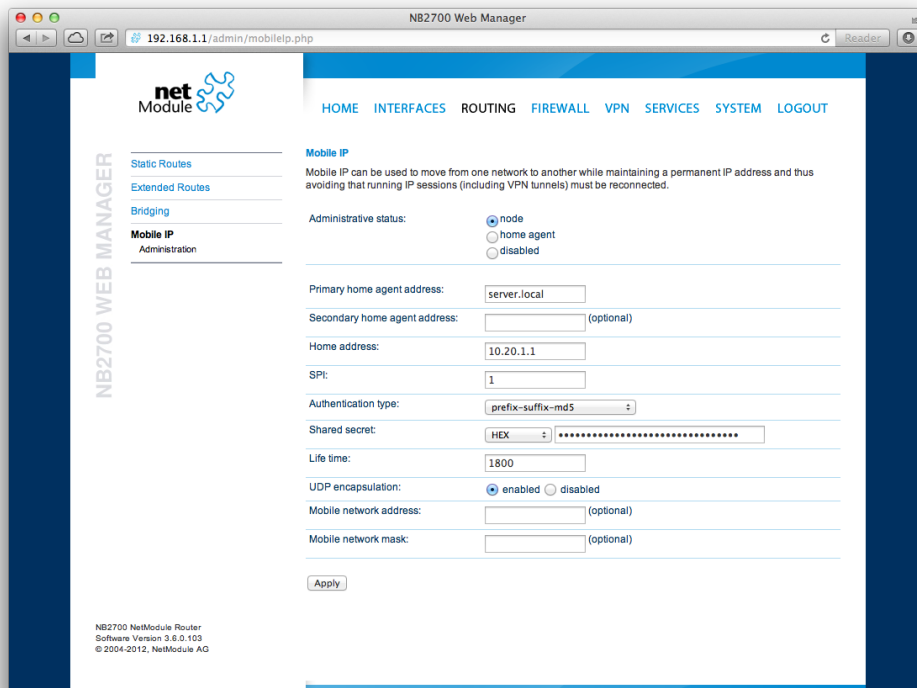 NB2700 Web Manager
192.168.1.1/admin/mobileIp.php
Reader
net
Module
HOME INTERFACES ROUTING FIREWALL VPN SERVICES SYSTEM LOGOUT
NB2700 WEB MANAGER
Static Routes
Extended Routes
Bridging
Mobile IP
Administration
Mobile IP
Mobile IP can be used to move from one network to another while maintaining a permanent IP address and thus
avoiding that running IP sessions (including VPN tunnels) must be reconnected.
Administrative status:
node
home agent
disabled
Primary home agent address: server.local
Secondary home agent address: (optional)
Home address: 10.20.1.1
SPI: 1
Authentication type: prefix-suffix-md5
Shared secret: HEX ••••••••••••••••••••••••••••••••
Life time: 1800
UDP encapsulation: enabled disabled
Mobile network address: (optional)
Mobile network mask: (optional)
Apply
NB2700 NetModule Router
Software Version 3.6.0.103
© 2004-2012, NetModule AG